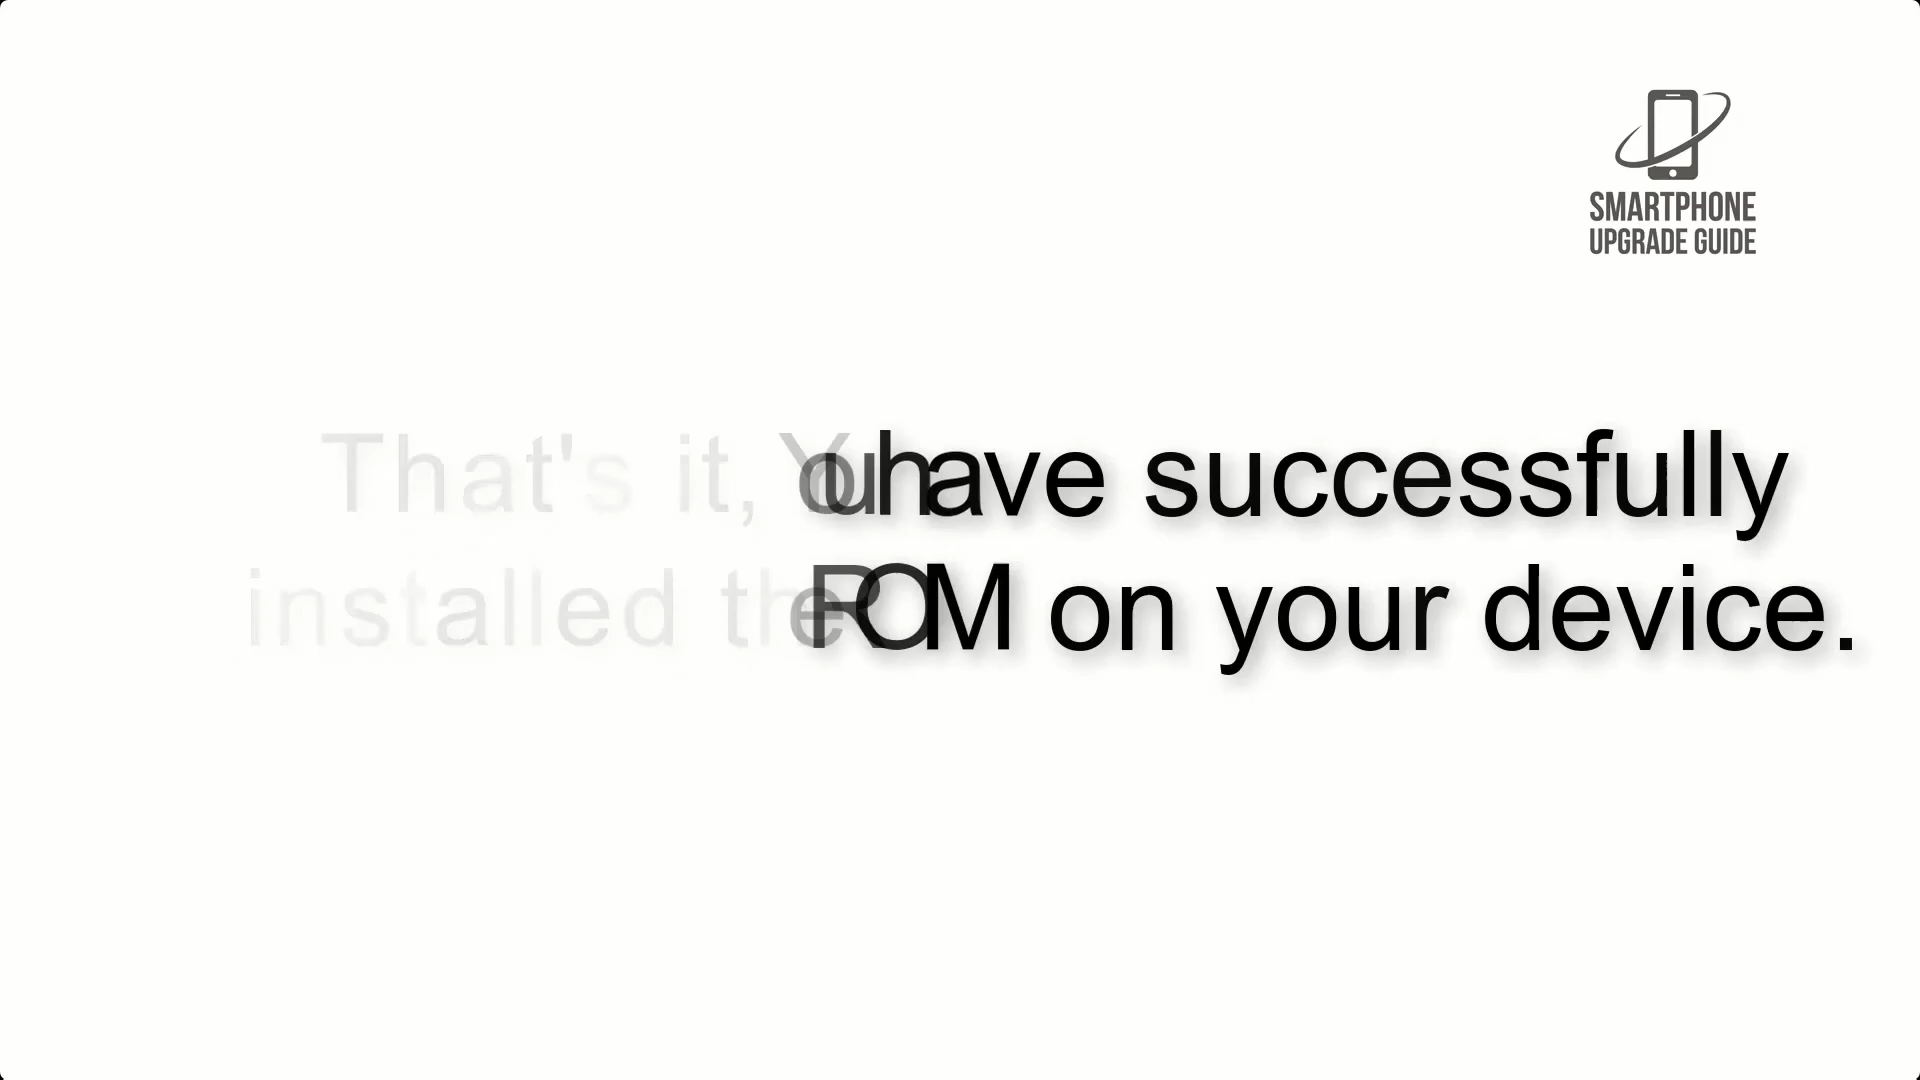 SMARTPHONE
UPGRADE GUIDE
That's it, You have successfully
installed the ROM on your device.